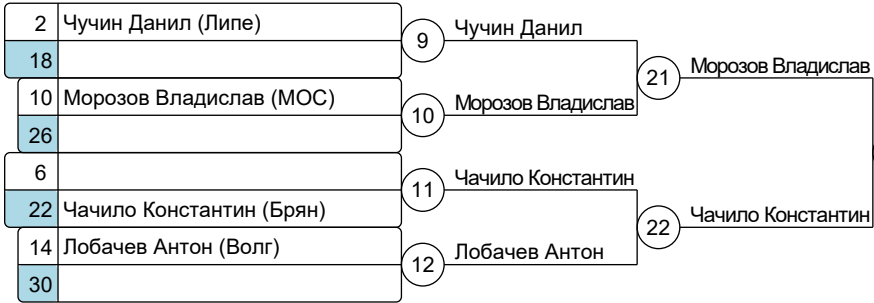 2 Чучин Данил (Липе)
18
9 Чучин Данил
10 Морозов Владислав (МОС)
26
10 Морозов Владислав
21 Морозов Владислав
6
22 Чачило Константин (Брян)
11 Чачило Константин
14 Лобачев Антон (Волг)
30
12 Лобачев Антон
22 Чачило Константин